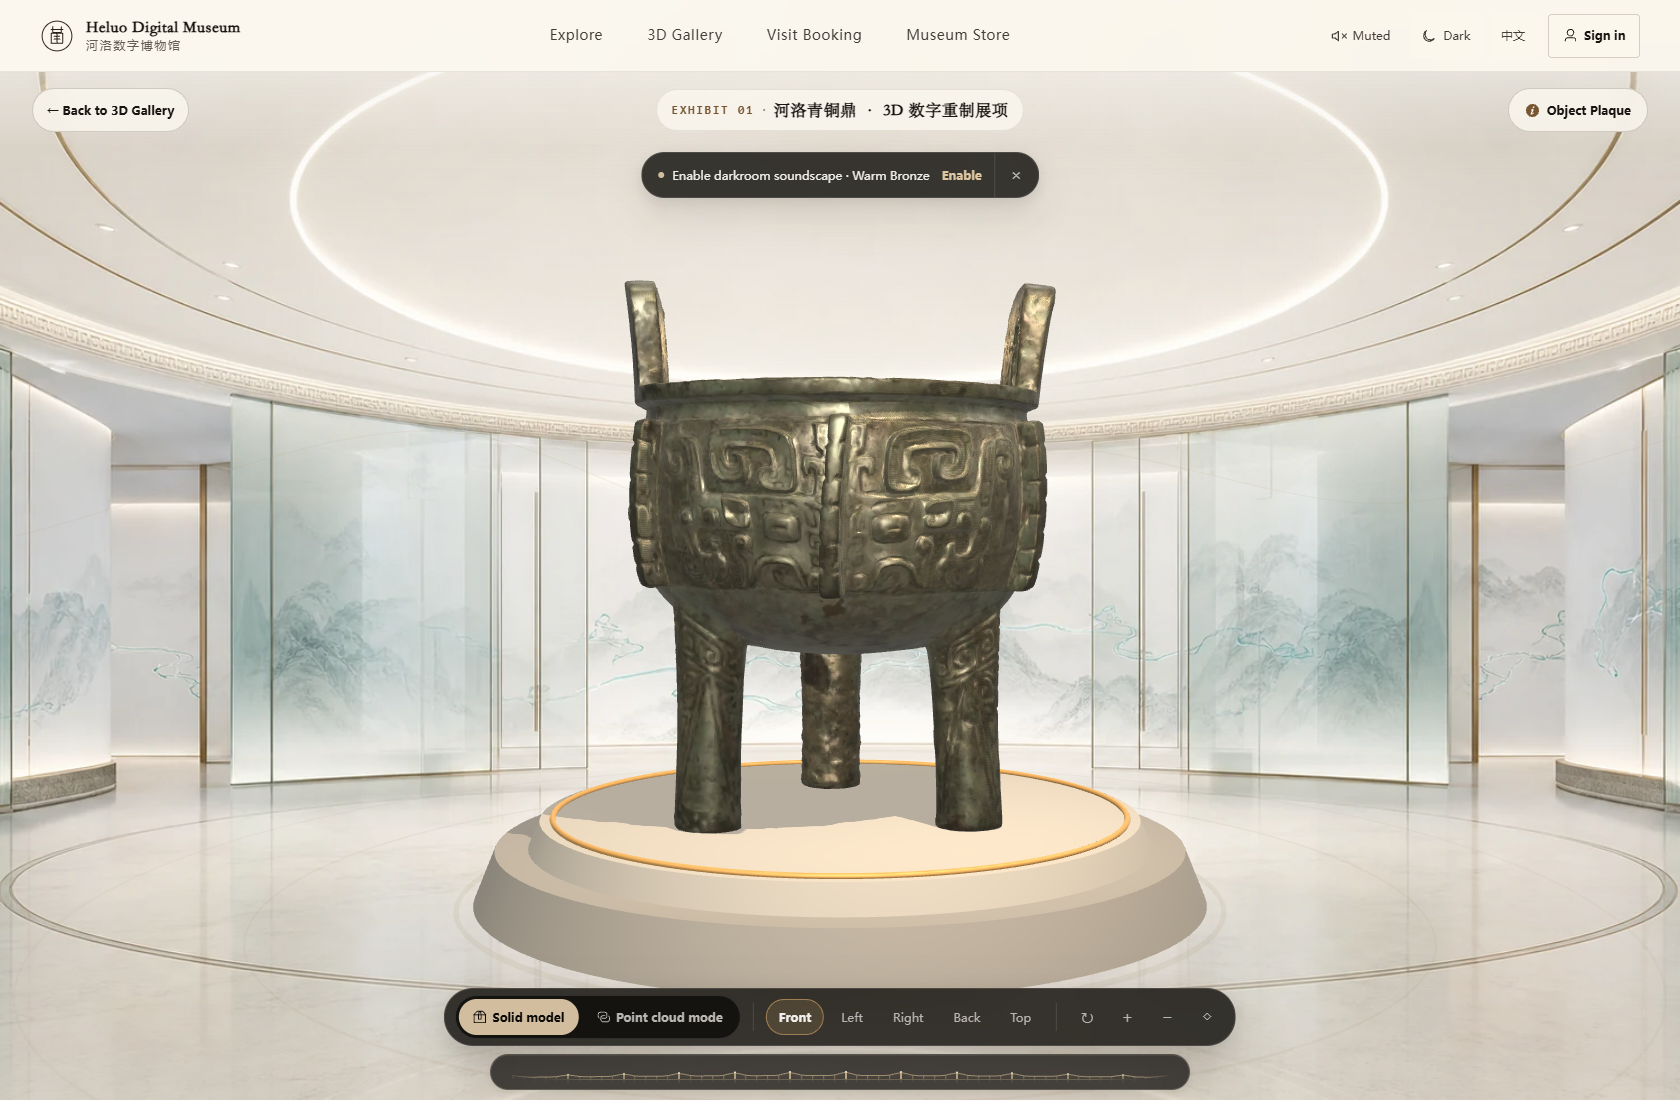 Heluo Digital Museum
河洛数字博物馆
Explore
3D Gallery
Visit Booking
Museum Store
Muted
Dark
中文
Sign in
← Back to 3D Gallery
EXHIBIT 01 · 河洛青铜鼎 · 3D 数字重制展项
Object Plaque
Enable darkroom soundscape · Warm Bronze Enable ×
Solid model
Point cloud mode
Front
Left
Right
Back
Top
↻ + − ◇